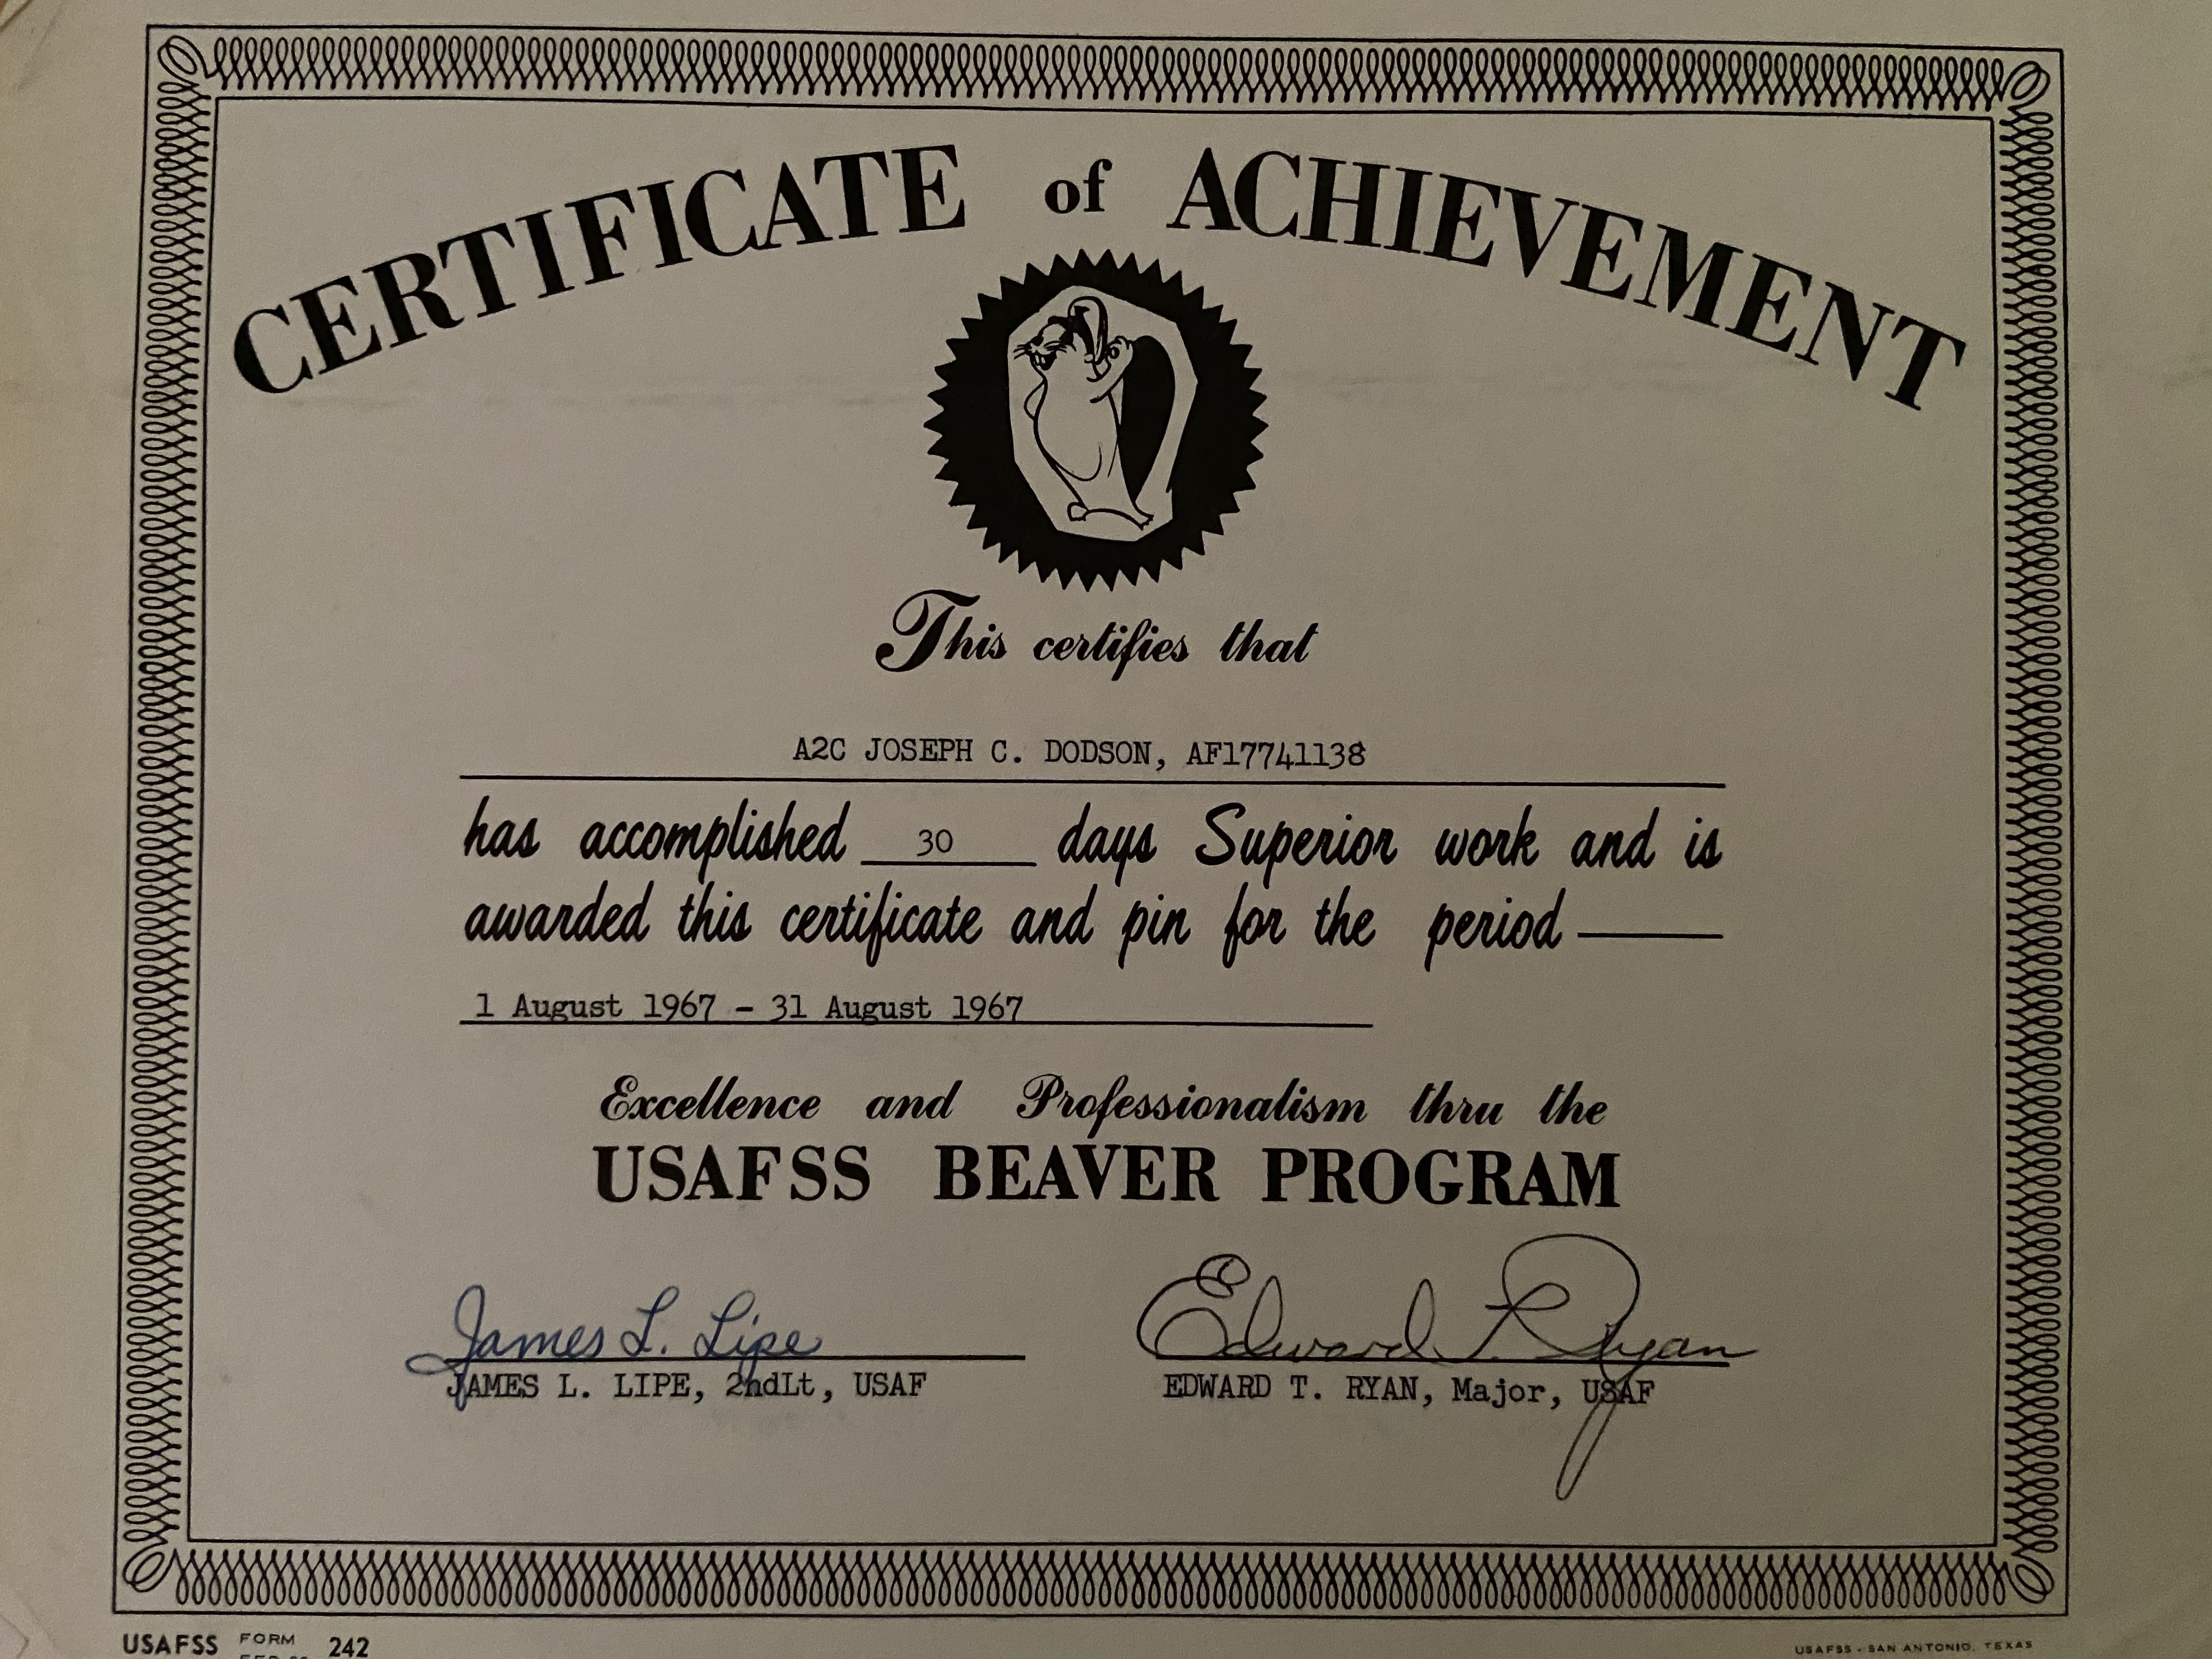 CERTIFICATE of ACHIEVEMENT
This certifies that
A2C JOSEPH C. DODSON, AF17741138
has accomplished 30 days Superior work and is
awarded this certificate and pin for the period
1 August 1967 - 31 August 1967
Excellence and Professionalism thru the
USAFSS BEAVER PROGRAM
James L. Lipe Edward T. Ryan
JAMES L. LIPE, 2ndLt, USAF EDWARD T. RYAN, Major, USAF
USAFSS FORM 242 USAFSS - SAN ANTONIO, TEXAS